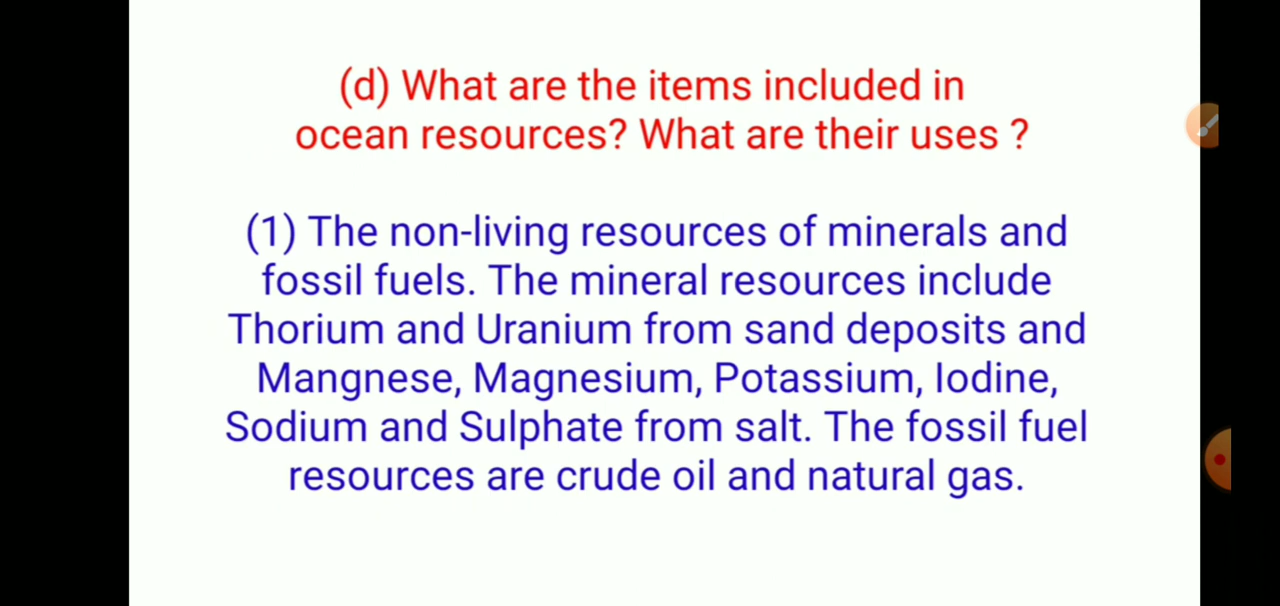 (d) What are the items included in
ocean resources? What are their uses ?
(1) The non-living resources of minerals and
fossil fuels. The mineral resources include
Thorium and Uranium from sand deposits and
Mangnese, Magnesium, Potassium, Iodine,
Sodium and Sulphate from salt. The fossil fuel
resources are crude oil and natural gas.